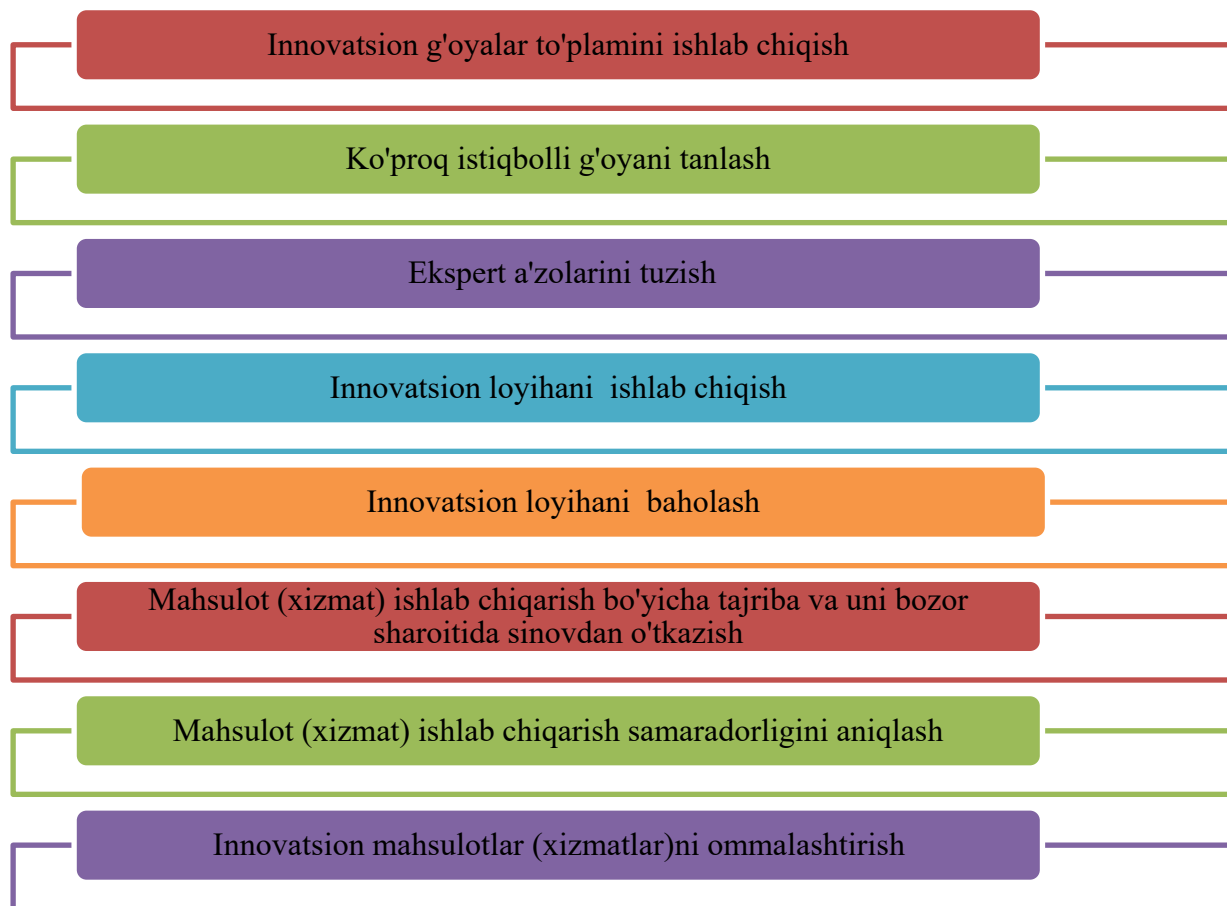 Innovatsion g'oyalar to'plamini ishlab chiqish
Ko'proq istiqbolli g'oyani tanlash
Ekspert a'zolarini tuzish
Innovatsion loyihani  ishlab chiqish
Innovatsion loyihani  baholash
Mahsulot (xizmat) ishlab chiqarish bo'yicha tajriba va uni bozor
sharoitida sinovdan o'tkazish
Mahsulot (xizmat) ishlab chiqarish samaradorligini aniqlash
Innovatsion mahsulotlar (xizmatlar)ni ommalashtirish